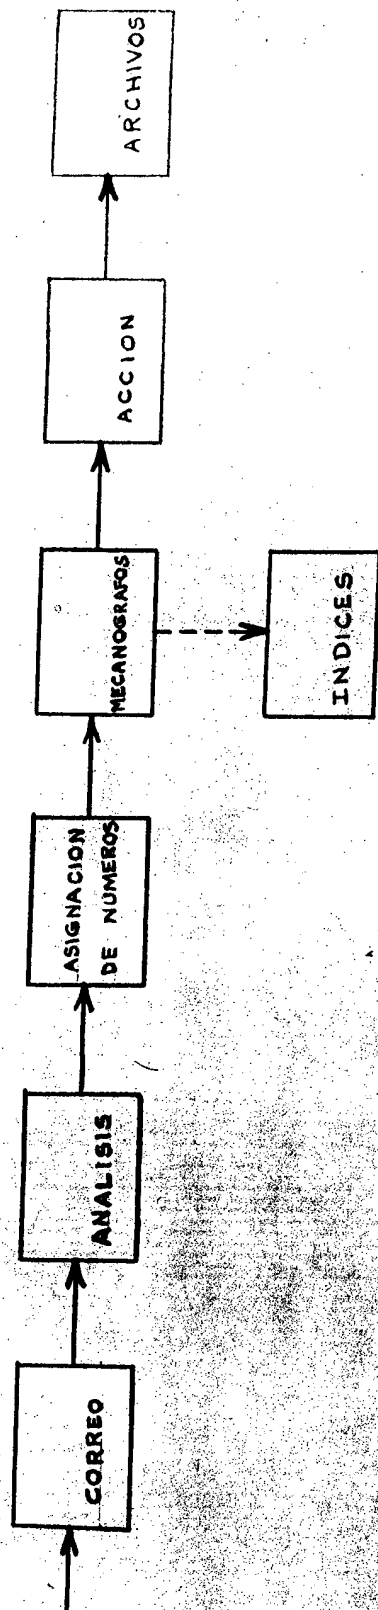 CORREO
ANALISIS
ASIGNACION
DE NUMEROS
MECANOGRAFOS
INDICES
ACCION
ARCHIVOS